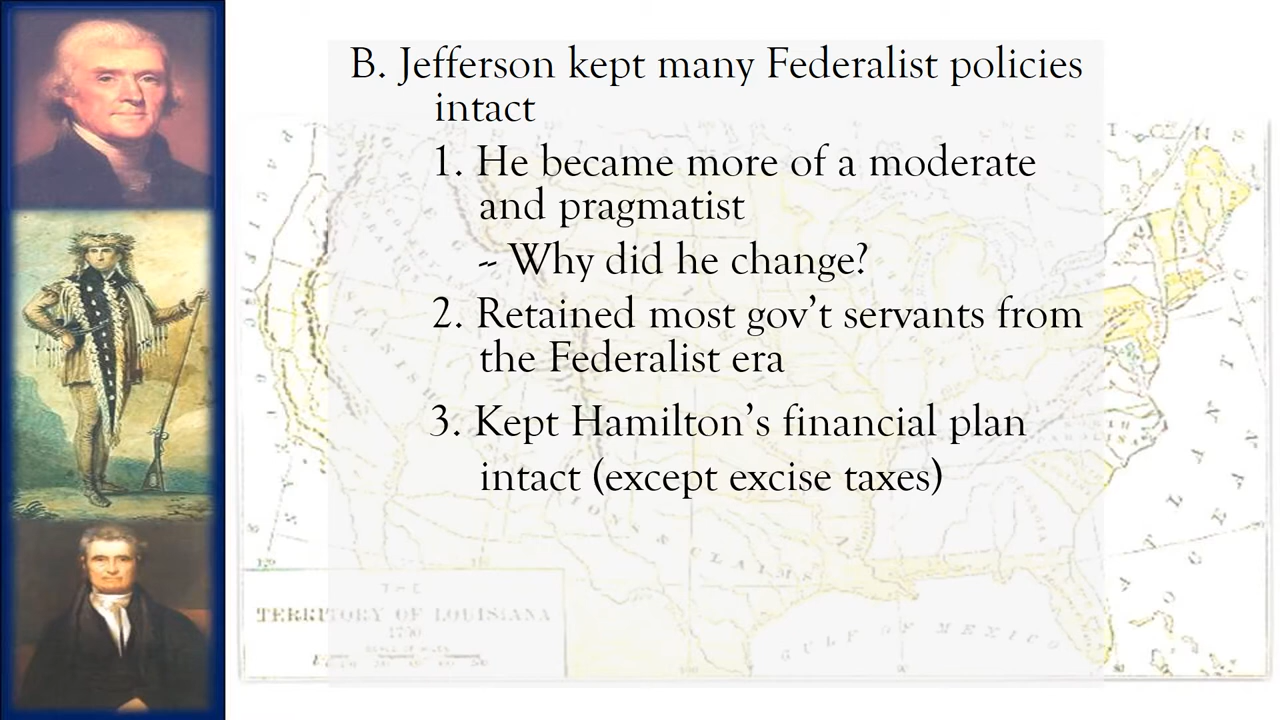 B. Jefferson kept many Federalist policies
intact
1. He became more of a moderate
and pragmatist
-- Why did he change?
2. Retained most gov't servants from
the Federalist era
3. Kept Hamilton's financial plan
intact (except excise taxes)
CLAIMS
THE
TERRITORY OF LOUISIANA
GULF OF MEXICO